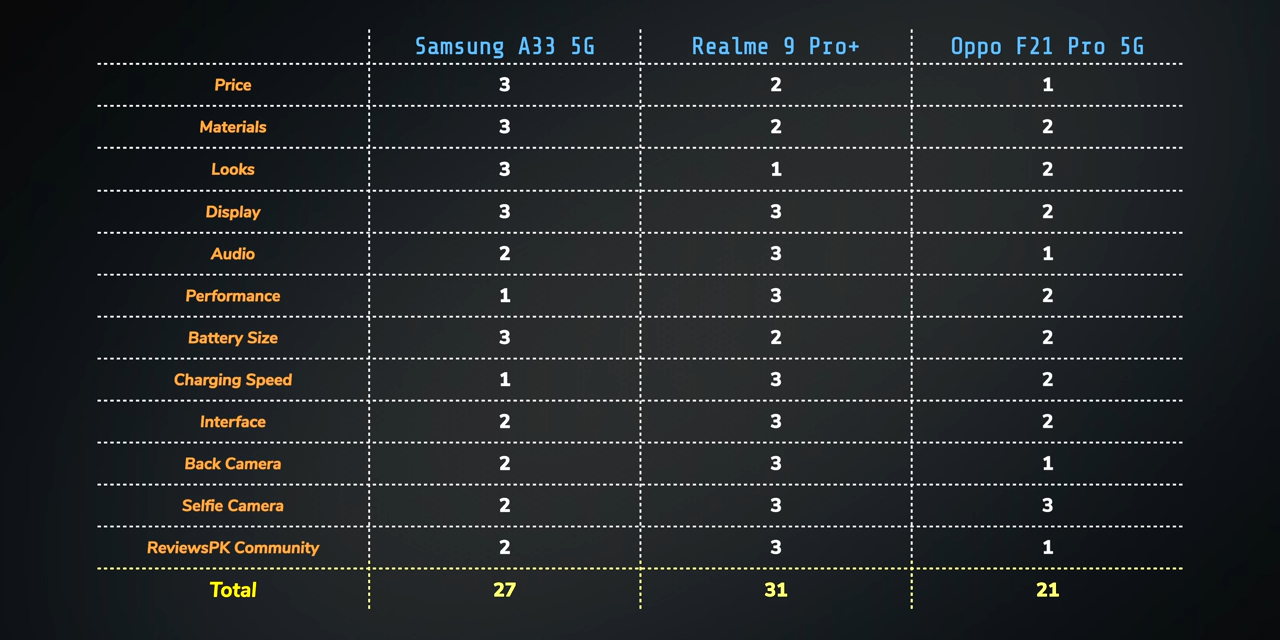 Samsung A33 5G Realme 9 Pro+ Oppo F21 Pro 5G
Price 3 2 1
Materials 3 2 2
Looks 3 1 2
Display 3 3 2
Audio 2 3 1
Performance 1 3 2
Battery Size 3 2 2
Charging Speed 1 3 2
Interface 2 3 2
Back Camera 2 3 1
Selfie Camera 2 3 3
ReviewsPK Community 2 3 1
Total 27 31 21